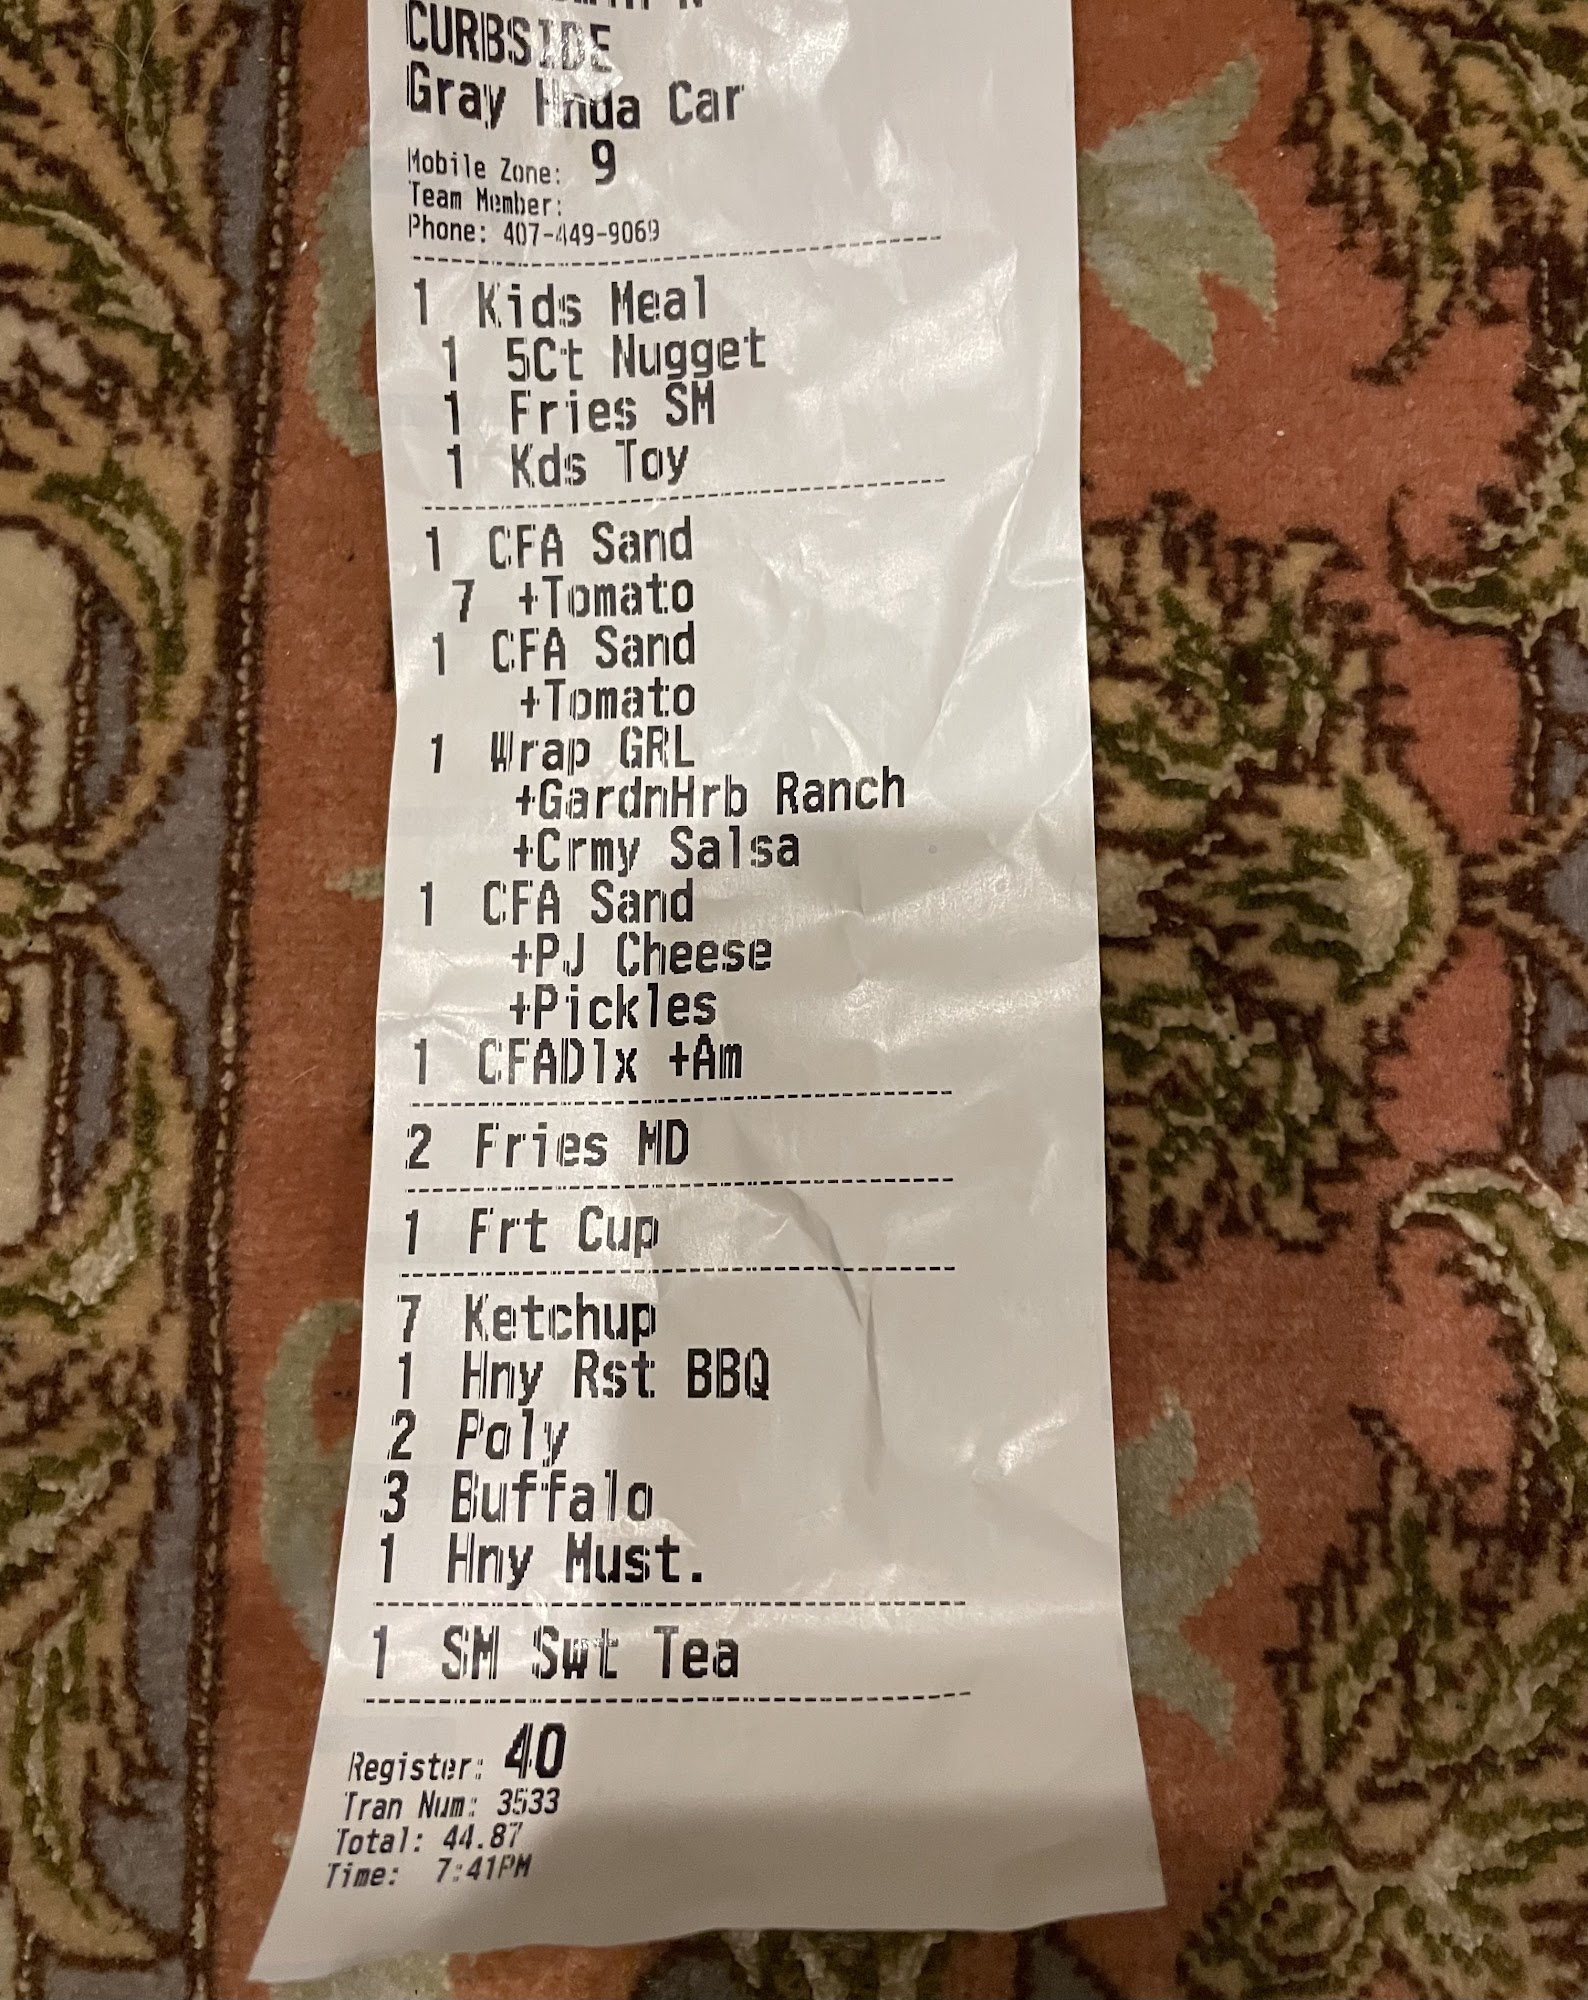 CURBSIDE
Gray Hnda Car
Mobile Zone: 9
Team Member:
Phone: 407-449-9069
1 Kids Meal
1 5Ct Nugget
1 Fries SM
1 Kds Toy
1 CFA Sand
7 +Tomato
1 CFA Sand
+Tomato
1 Wrap GRL
+GardnHrb Ranch
+Crmy Salsa
1 CFA Sand
+PJ Cheese
+Pickles
1 CFADlx +Am
2 Fries MD
1 Frt Cup
7 Ketchup
1 Hny Rst BBQ
2 Poly
3 Buffalo
1 Hny Must.
1 SM Swt Tea
Register: 40
Tran Num: 3533
Total: 44.87
Time: 7:41PM